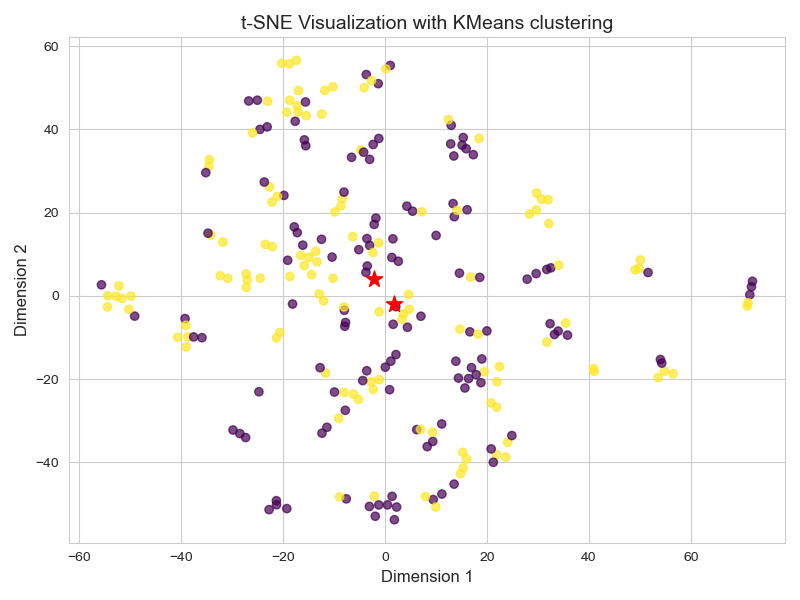 t-SNE Visualization with KMeans clustering
60
40
20
0
−20
−40
Dimension 2
−60 −40 −20 0 20 40 60
Dimension 1